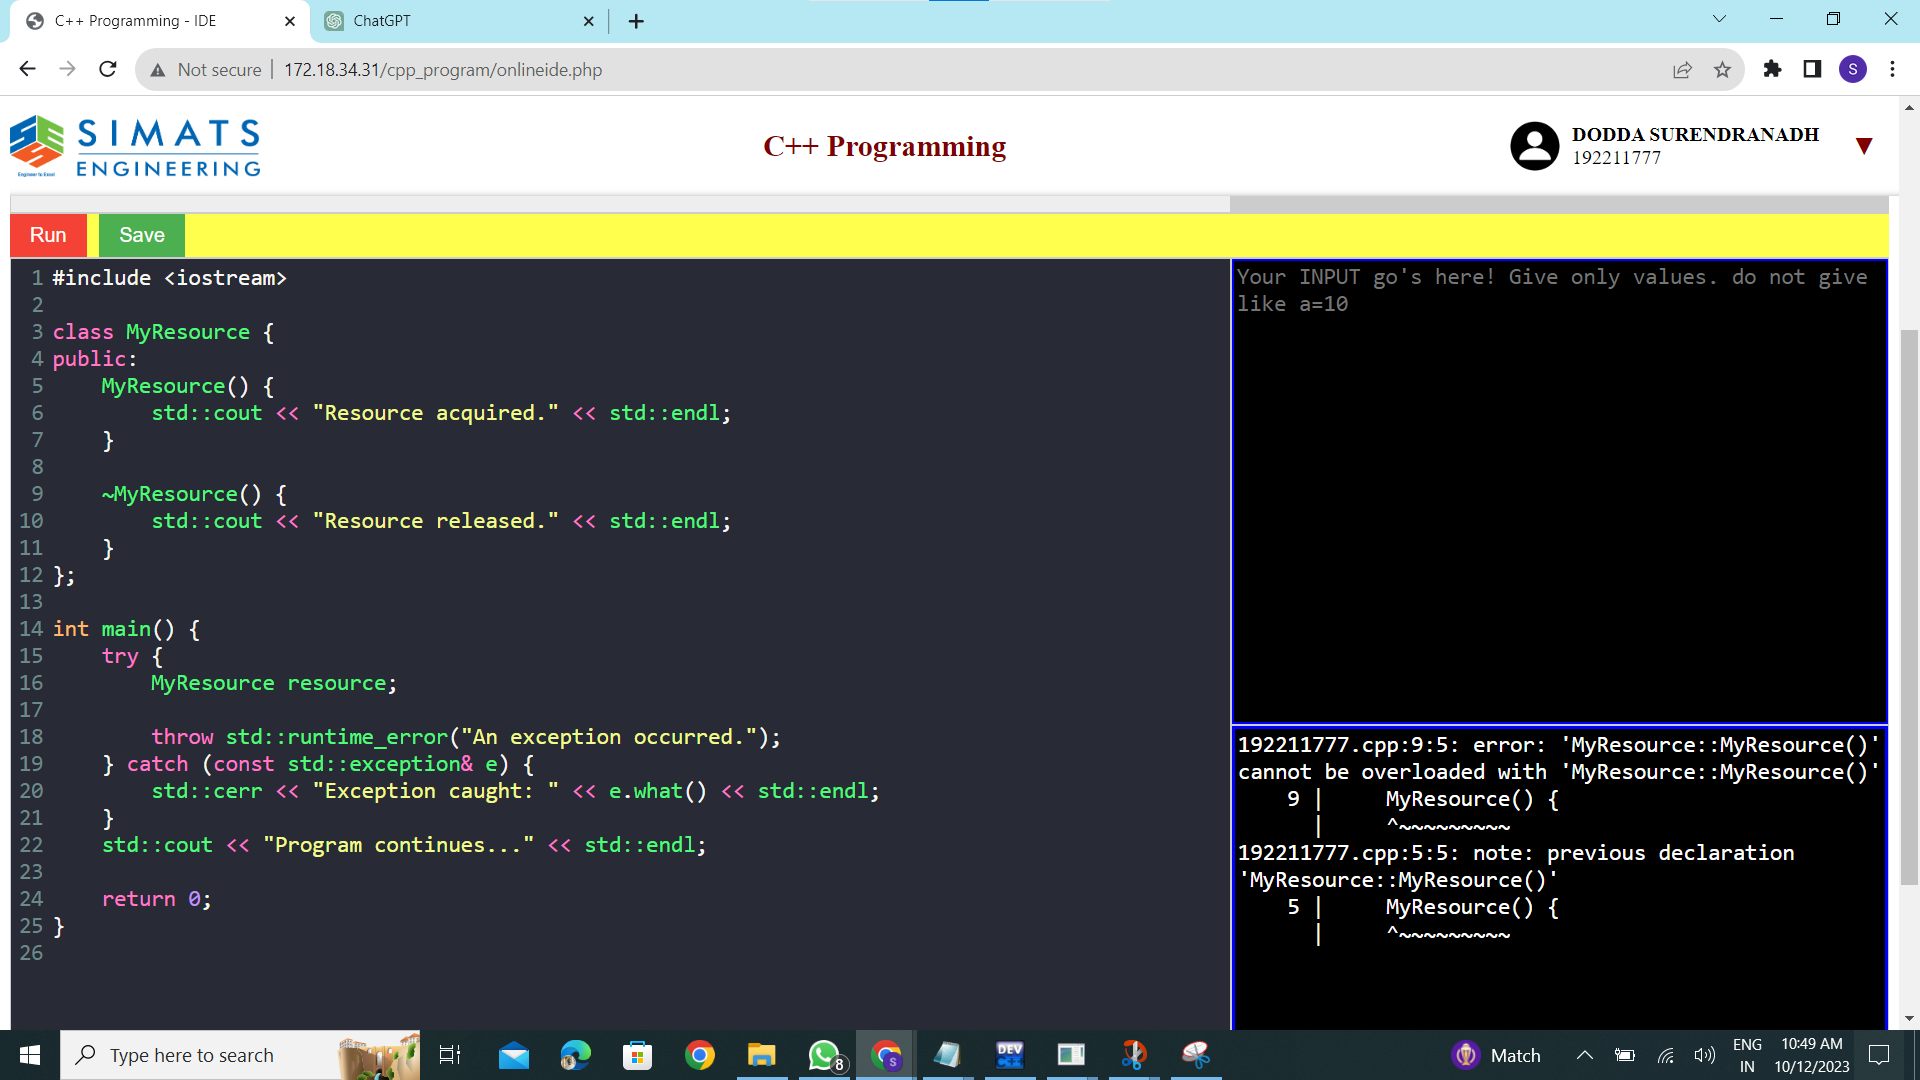 C++ Programming - IDE
ChatGPT
Not secure | 172.18.34.31/cpp_program/onlineide.php
S
SIMATS
ENGINEERING
Engineer to Excel
C++ Programming
DODDA SURENDRANADH
192211777
Run
Save
1 #include <iostream>
2
3 class MyResource {
4 public:
5     MyResource() {
6         std::cout << "Resource acquired." << std::endl;
7     }
8
9     ~MyResource() {
10         std::cout << "Resource released." << std::endl;
11     }
12 };
13
14 int main() {
15     try {
16         MyResource resource;
17
18         throw std::runtime_error("An exception occurred.");
19     } catch (const std::exception& e) {
20         std::cerr << "Exception caught: " << e.what() << std::endl;
21     }
22     std::cout << "Program continues..." << std::endl;
23
24     return 0;
25 }
26
Your INPUT go's here! Give only values. do not give
like a=10
192211777.cpp:9:5: error: 'MyResource::MyResource()'
cannot be overloaded with 'MyResource::MyResource()'
    9 |     MyResource() {
      |     ^~~~~~~~~~
192211777.cpp:5:5: note: previous declaration
'MyResource::MyResource()'
    5 |     MyResource() {
      |     ^~~~~~~~~~
Type here to search
8
S
DEV
C++
Match
ENG
IN
10:49 AM
10/12/2023